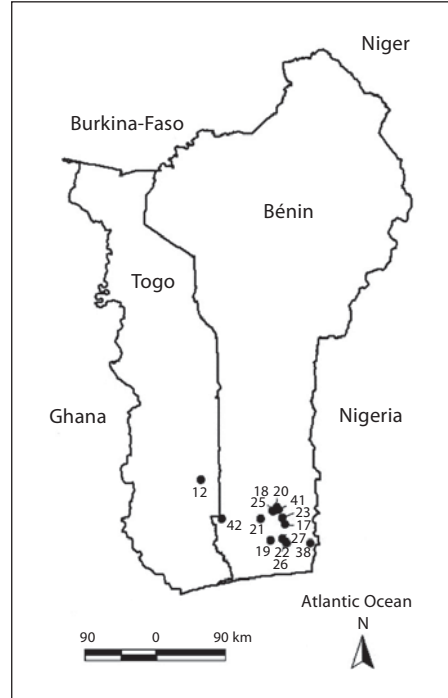 Niger
Burkina-Faso
Bénin
Togo
Ghana
Nigeria
12
18 20
25 41
23
42 21 17
27
19 22 38
26
Atlantic Ocean
N
90 0 90 km